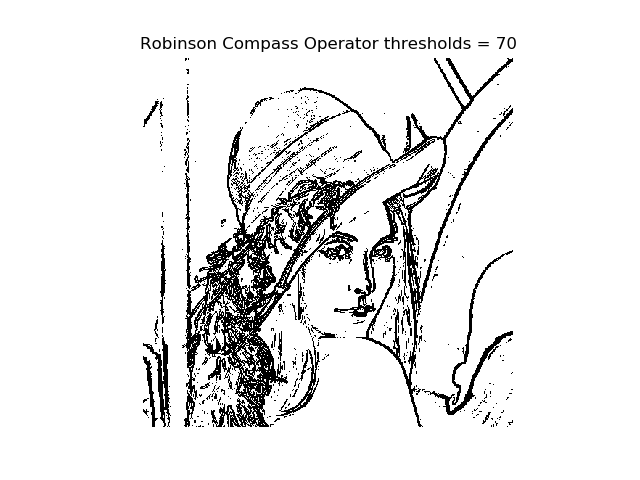 Robinson Compass Operator thresholds = 70